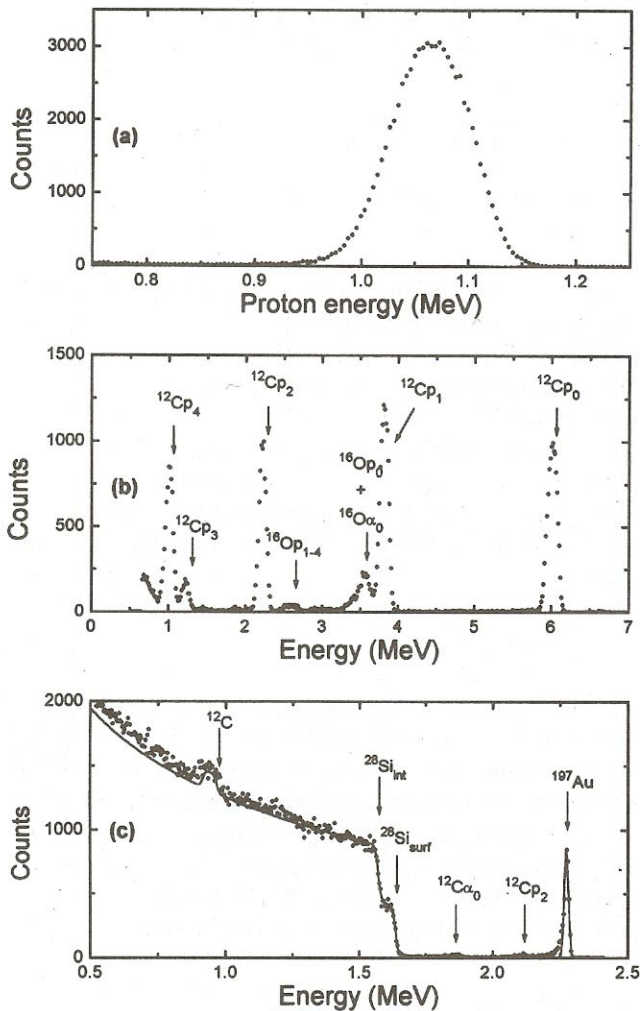 3000
2000
1000
0
Counts
(a)
0.8 0.9 1.0 1.1 1.2
Proton energy (MeV)
1500
1000
500
0
Counts
(b)
¹²Cp₄
¹²Cp₃
¹²Cp₂
¹⁶Op₁₋₄
¹⁶Op₀
+
¹⁶Oα₀
¹²Cp₁
¹²Cp₀
0 1 2 3 4 5 6 7
Energy (MeV)
2000
1000
0
Counts
(c)
¹²C
²⁸Si_int
²⁸Si_surf
¹²Cα₀
¹²Cp₂
¹⁹⁷Au
0.5 1.0 1.5 2.0 2.5
Energy (MeV)